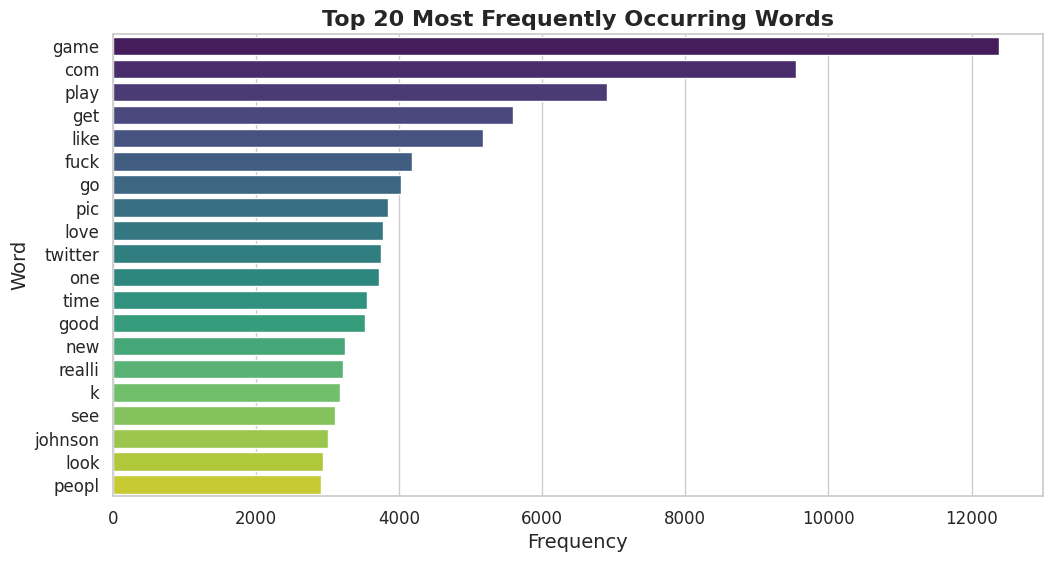 Top 20 Most Frequently Occurring Words
game
com
play
get
like
fuck
go
pic
love
twitter
one
time
good
new
realli
k
see
johnson
look
peopl
Word
0 2000 4000 6000 8000 10000 12000
Frequency